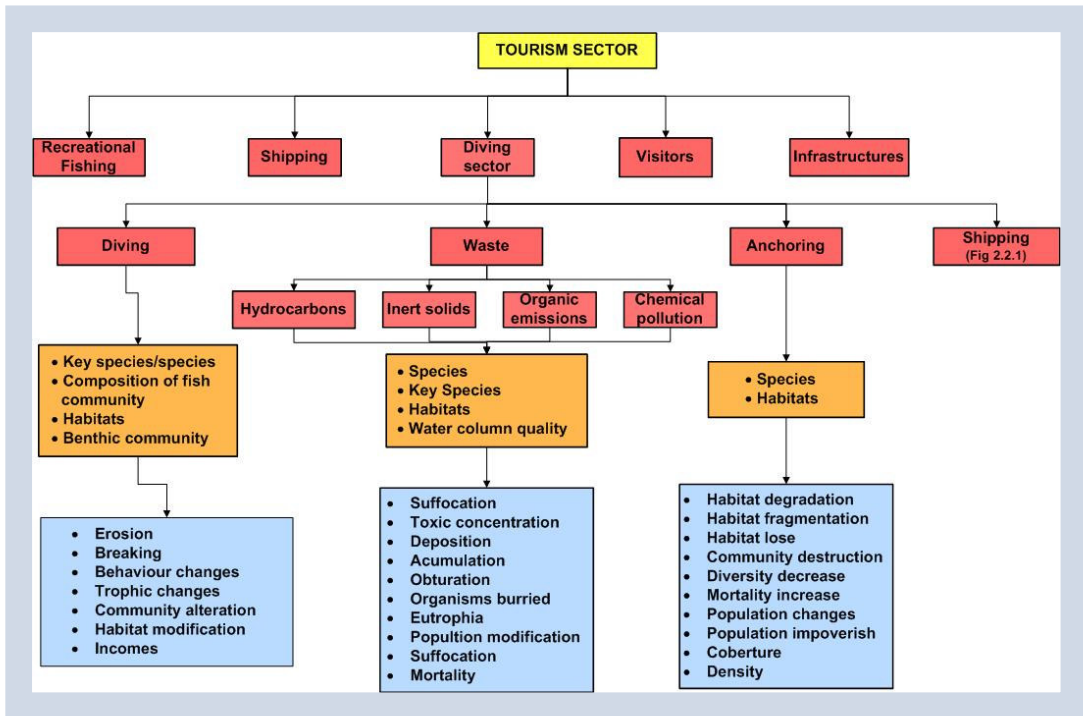 TOURISM SECTOR
Recreational
Fishing
Shipping
Diving
sector
Visitors
Infrastructures
Diving
Waste
Anchoring
Shipping
(Fig 2.2.1)
Hydrocarbons
Inert solids
Organic
emissions
Chemical
pollution
• Key species/species
• Composition of fish
community
• Habitats
• Benthic community
• Species
• Key Species
• Habitats
• Water column quality
• Species
• Habitats
• Erosion
• Breaking
• Behaviour changes
• Trophic changes
• Community alteration
• Habitat modification
• Incomes
• Suffocation
• Toxic concentration
• Deposition
• Acumulation
• Obturation
• Organisms burried
• Eutrophia
• Popultion modification
• Suffocation
• Mortality
• Habitat degradation
• Habitat fragmentation
• Habitat lose
• Community destruction
• Diversity decrease
• Mortality increase
• Population changes
• Population impoverish
• Coberture
• Density